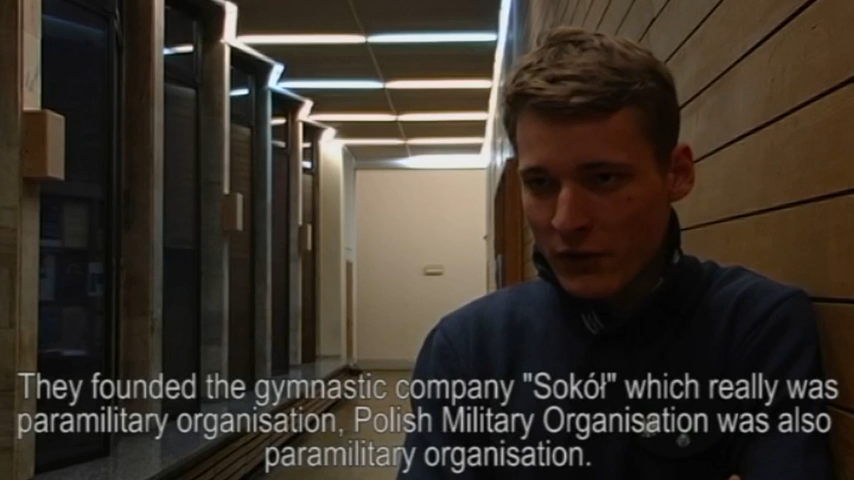 They founded the gymnastic company "Sokół" which really was
paramilitary organisation, Polish Military Organisation was also
paramilitary organisation.